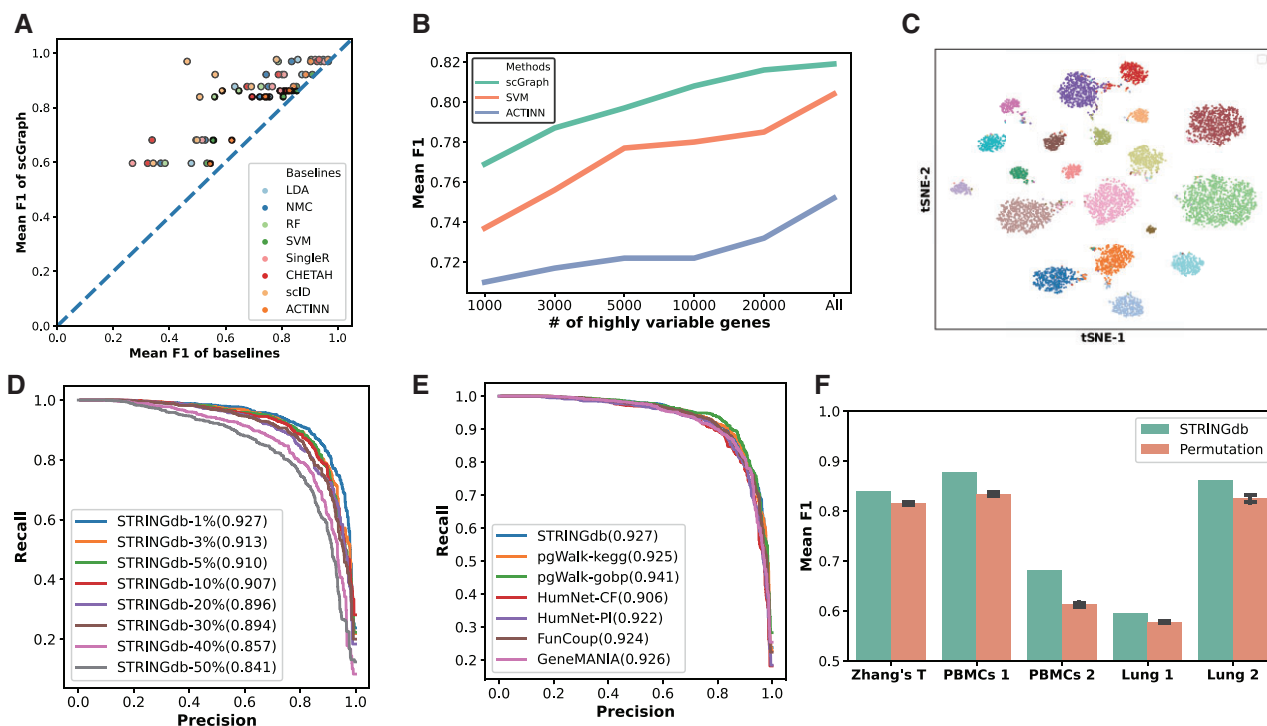 A
Mean F1 of scGraph
1.0
0.8
0.6
0.4
0.2
0.0
0.0 0.2 0.4 0.6 0.8 1.0
Mean F1 of baselines
Baselines
LDA
NMC
RF
SVM
SingleR
CHETAH
scID
ACTINN
B
Mean F1
0.82
0.80
0.78
0.76
0.74
0.72
1000 3000 5000 10000 20000 All
# of highly variable genes
Methods
scGraph
SVM
ACTINN
C
tSNE-2
tSNE-1
D
Recall
1.0
0.8
0.6
0.4
0.2
0.0 0.2 0.4 0.6 0.8 1.0
Precision
STRINGdb-1%(0.927)
STRINGdb-3%(0.913)
STRINGdb-5%(0.910)
STRINGdb-10%(0.907)
STRINGdb-20%(0.896)
STRINGdb-30%(0.894)
STRINGdb-40%(0.857)
STRINGdb-50%(0.841)
E
Recall
1.0
0.9
0.8
0.7
0.6
0.5
0.4
0.3
0.2
0.0 0.2 0.4 0.6 0.8 1.0
Precision
STRINGdb(0.927)
pgWalk-kegg(0.925)
pgWalk-gobp(0.941)
HumNet-CF(0.906)
HumNet-PI(0.922)
FunCoup(0.924)
GeneMANIA(0.926)
F
Mean F1
1.0
0.9
0.8
0.7
0.6
0.5
STRINGdb
Permutation
Zhang's T PBMCs 1 PBMCs 2 Lung 1 Lung 2